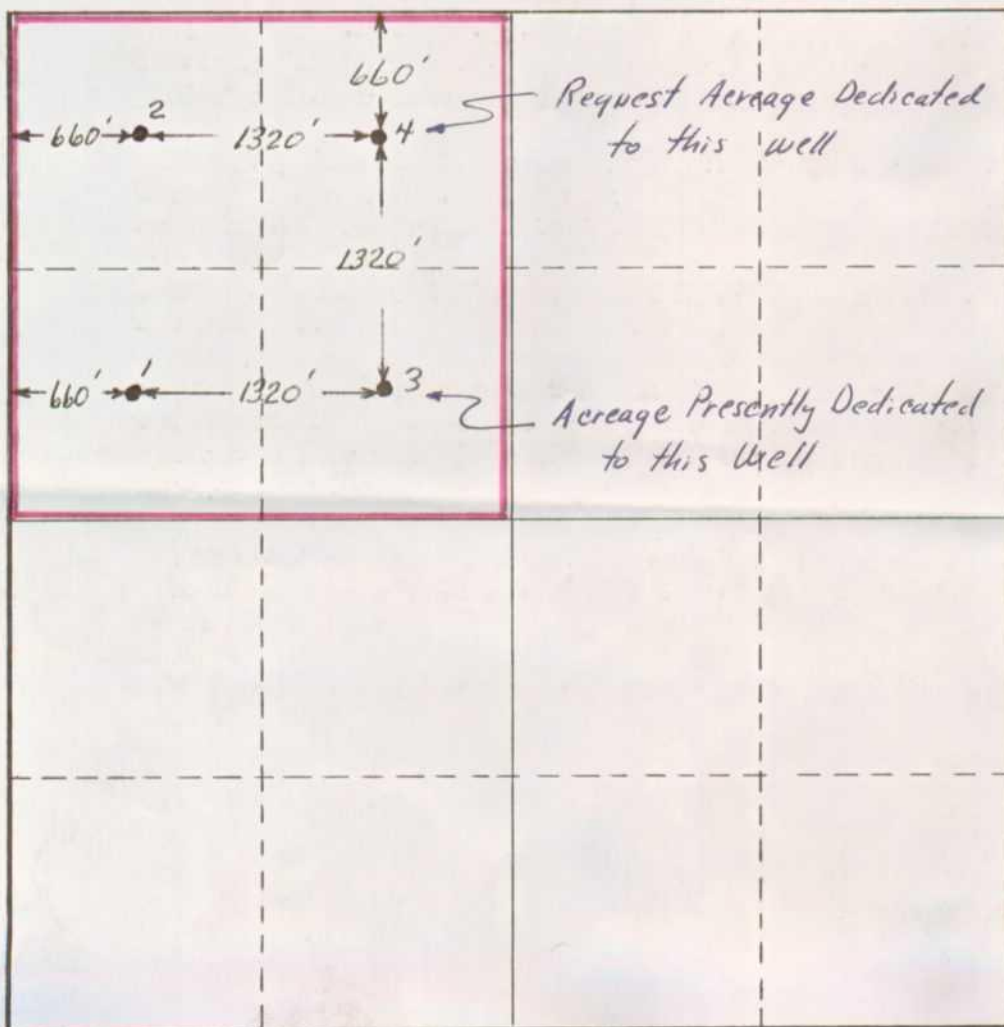 660'
2
660' 1320' 4
Request Acreage Dedicated
to this well
1320'
1 3
660' 1320'
Acreage Presently Dedicated
to this Well